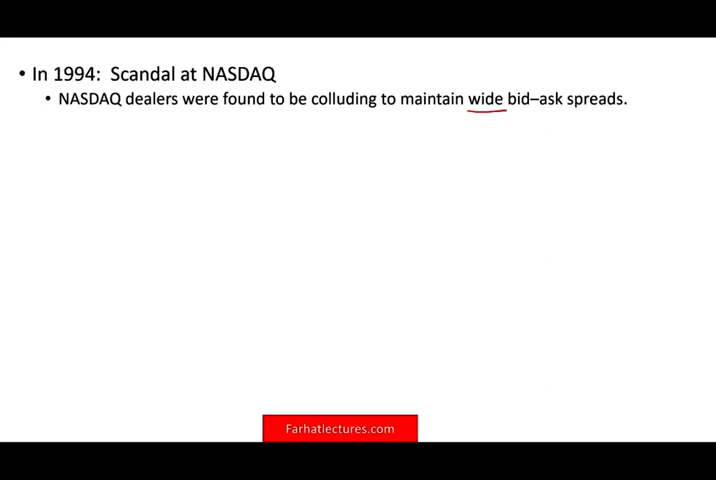 • In 1994: Scandal at NASDAQ
• NASDAQ dealers were found to be colluding to maintain wide bid–ask spreads.
Farhatlectures.com